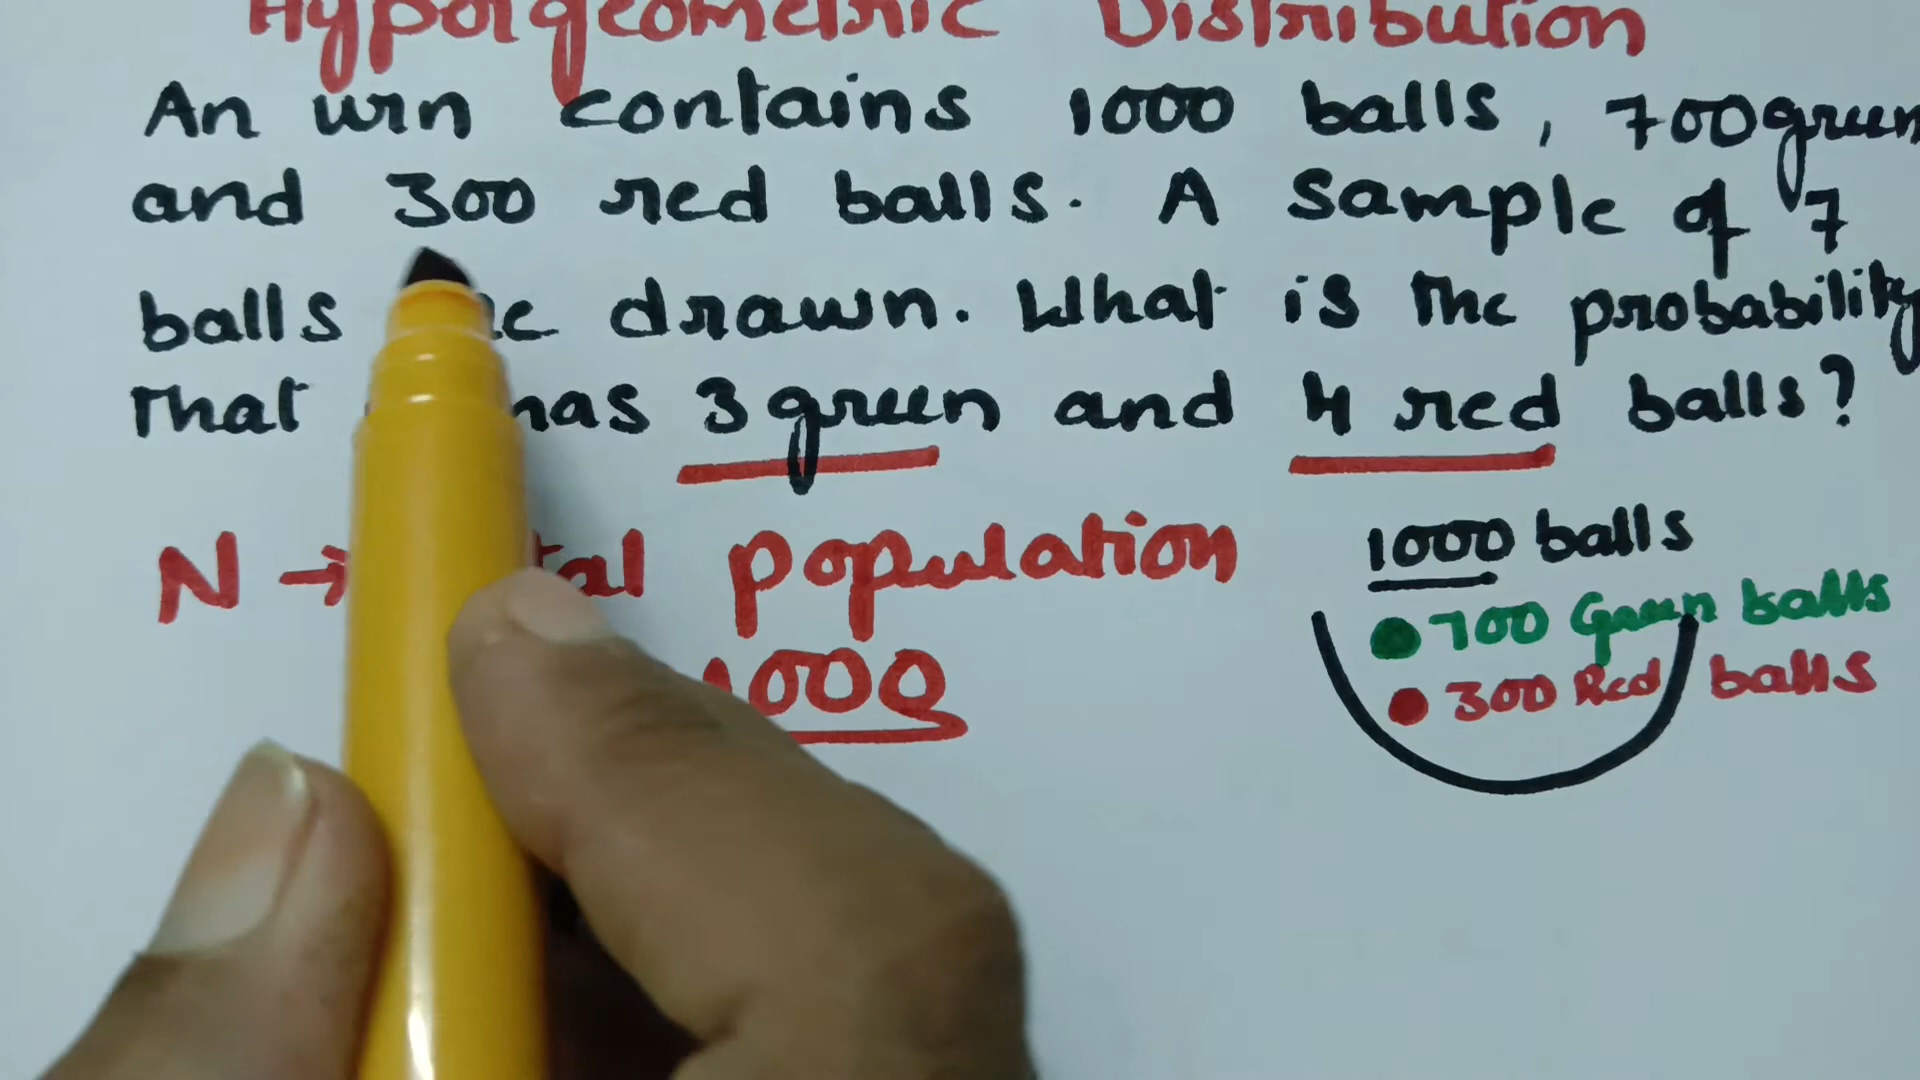 Hypergeometric Distribution
An urn contains 1000 balls, 700 green
and 300 red balls. A sample of 7
balls drawn. What is the probability
that has 3 green and 4 red balls?
N → population
1000
1000 balls
700 Green balls
300 Red balls